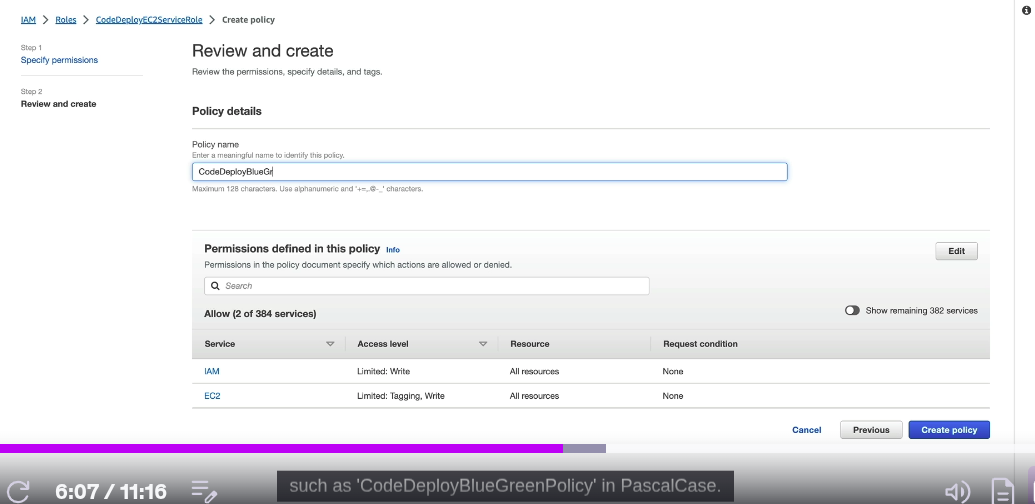 IAM > Roles > CodeDeployEC2ServiceRole > Create policy
Step 1
Specify permissions
Step 2
Review and create
Review and create
Review the permissions, specify details, and tags.
Policy details
Policy name
Enter a meaningful name to identify this policy.
CodeDeployBlueGr
Maximum 128 characters. Use alphanumeric and '+=,.@-_' characters.
Permissions defined in this policy Info
Edit
Permissions in the policy document specify which actions are allowed or denied.
Search
Allow (2 of 384 services)
Show remaining 382 services
Service Access level Resource Request condition
IAM Limited: Write All resources None
EC2 Limited: Tagging, Write All resources None
Cancel Previous Create policy
6:07 / 11:16
such as 'CodeDeployBlueGreenPolicy' in PascalCase.